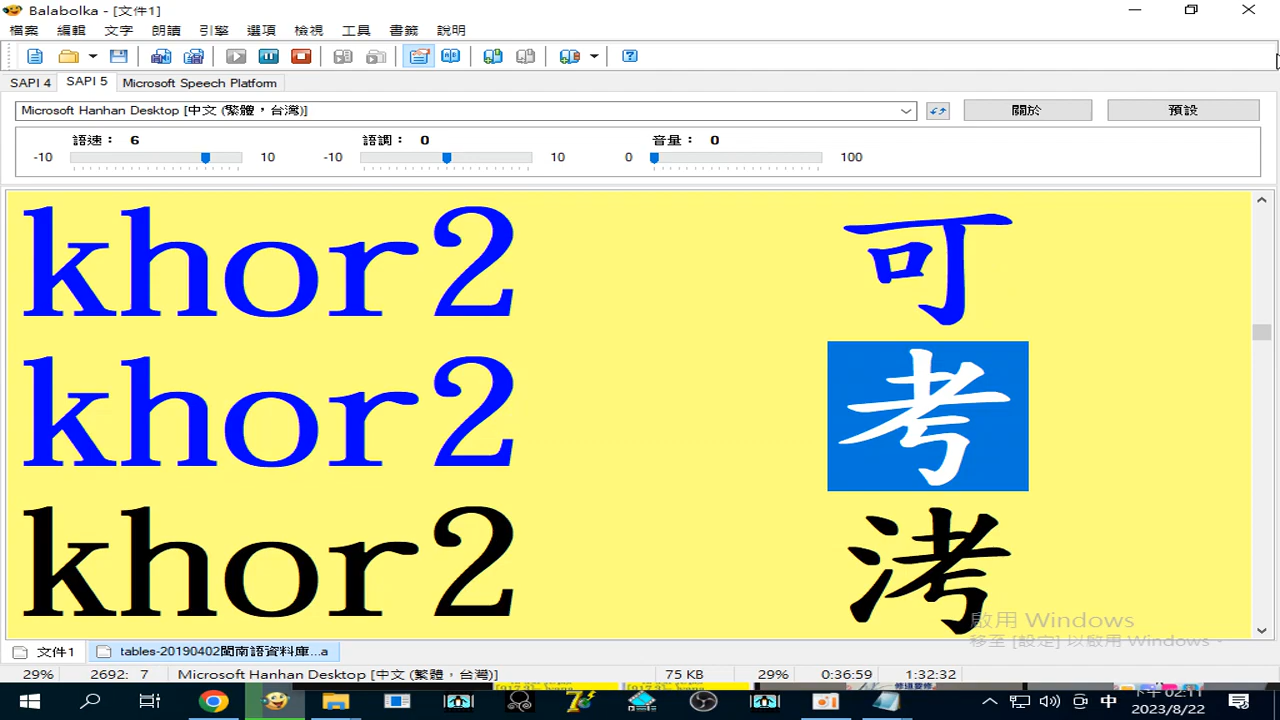 Balabolka - [文件1]
檔案 編輯 文字 朗讀 引擎 選項 檢視 工具 書籤 說明
SAPI 4 SAPI 5 Microsoft Speech Platform
Microsoft Hanhan Desktop [中文 (繁體，台灣)] 關於 預設
語速： 6 語調： 0 音量： 0
-10 10 -10 10 0 100
khor2 可
khor2 考
khor2 洘
啟用 Windows
移至 [設定] 以啟用 Windows。
文件1 tables-20190402閩南語資料庫...a
29% 2692: 7 Microsoft Hanhan Desktop [中文 (繁體，台灣)] 75 KB 29% 0:36:59 1:32:32
中 下午 02:11
2023/8/22